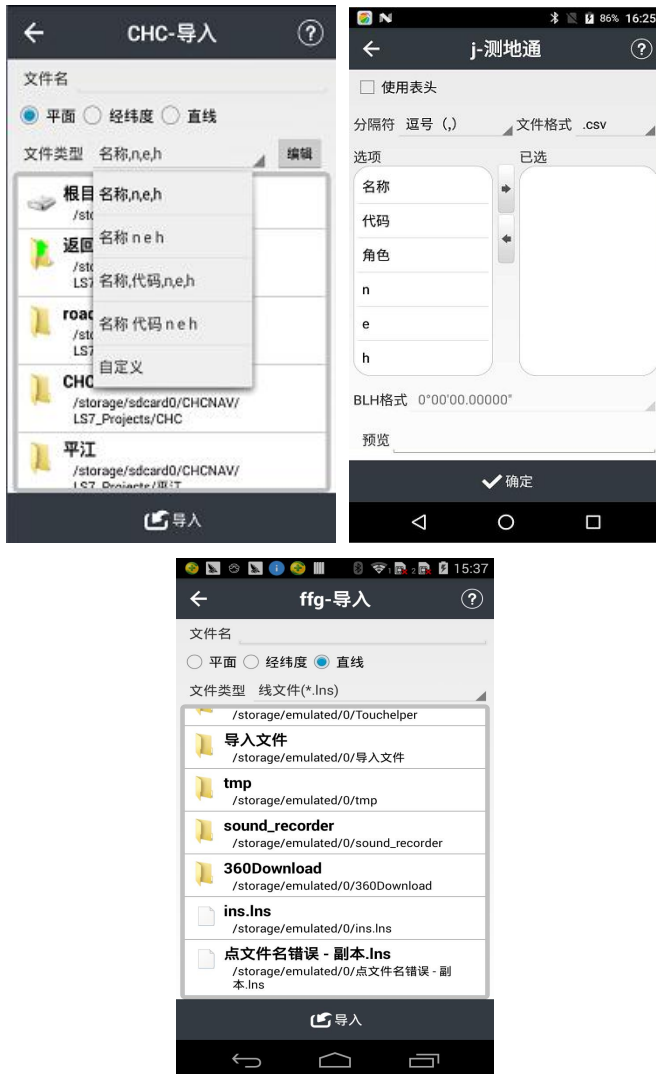 CHC-导入
文件名
平面 经纬度 直线
文件类型 名称,n,e,h 编辑
名称,n,e,h
名称 n e h
名称,代码,n,e,h
名称 代码 n e h
自定义
根目
/sto
返回
/sto
LS7
road
/sto
LS7
CHC
/storage/sdcard0/CHCNAV/
LS7_Projects/CHC
平江
/storage/sdcard0/CHCNAV/
LS7_Projects/平江
导入
86% 16:25
j-测地通
使用表头
分隔符 逗号（,） 文件格式 .csv
选项 已选
名称
代码
角色
n
e
h
BLH格式 0°00'00.00000"
预览
确定
15:37
ffg-导入
文件名
平面 经纬度 直线
文件类型 线文件(*.lns)
/storage/emulated/0/Touchelper
导入文件
/storage/emulated/0/导入文件
tmp
/storage/emulated/0/tmp
sound_recorder
/storage/emulated/0/sound_recorder
360Download
/storage/emulated/0/360Download
ins.lns
/storage/emulated/0/ins.lns
点文件名错误 - 副本.lns
/storage/emulated/0/点文件名错误 - 副
本.lns
导入